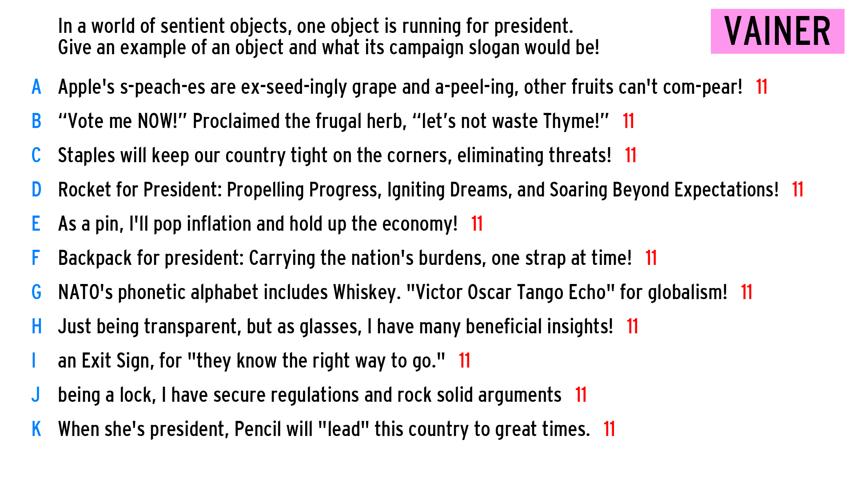 In a world of sentient objects, one object is running for president.
Give an example of an object and what its campaign slogan would be!
VAINER
A Apple's s-peach-es are ex-seed-ingly grape and a-peel-ing, other fruits can't com-pear! 11
B “Vote me NOW!” Proclaimed the frugal herb, “let’s not waste Thyme!” 11
C Staples will keep our country tight on the corners, eliminating threats! 11
D Rocket for President: Propelling Progress, Igniting Dreams, and Soaring Beyond Expectations! 11
E As a pin, I'll pop inflation and hold up the economy! 11
F Backpack for president: Carrying the nation's burdens, one strap at time! 11
G NATO's phonetic alphabet includes Whiskey. "Victor Oscar Tango Echo" for globalism! 11
H Just being transparent, but as glasses, I have many beneficial insights! 11
I an Exit Sign, for "they know the right way to go." 11
J being a lock, I have secure regulations and rock solid arguments 11
K When she's president, Pencil will "lead" this country to great times. 11